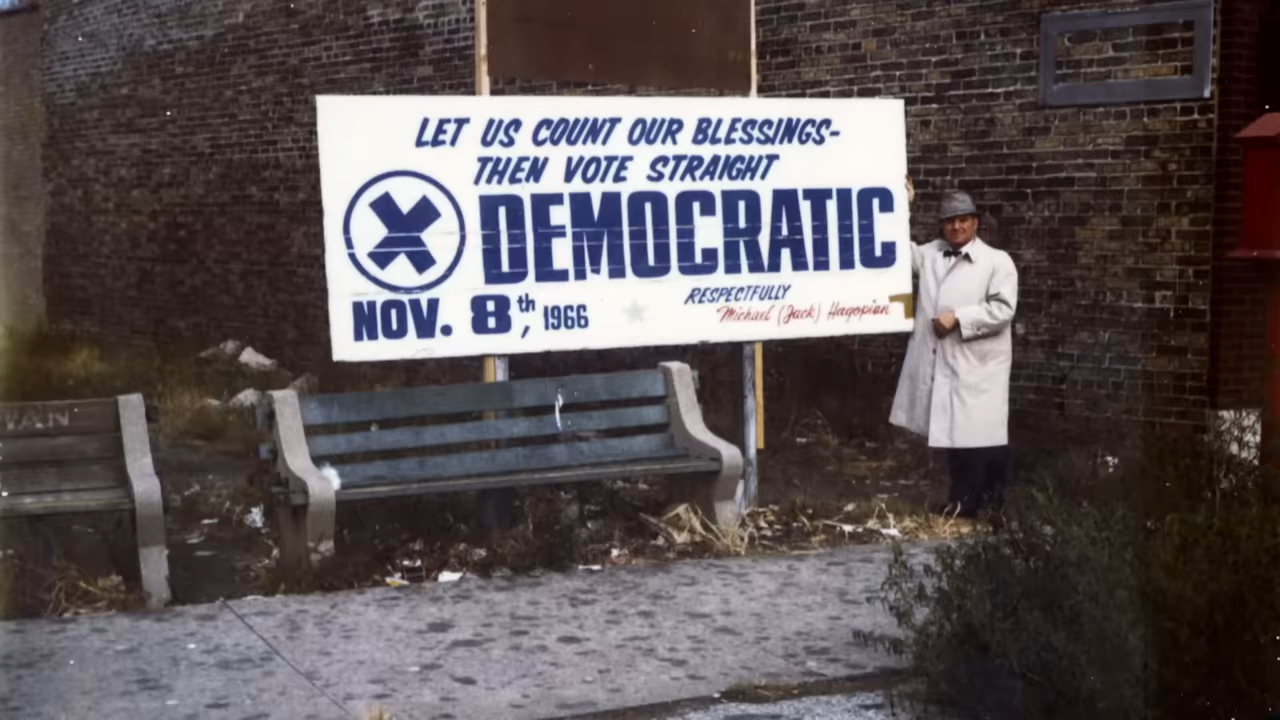 LET US COUNT OUR BLESSINGS-
THEN VOTE STRAIGHT
X DEMOCRATIC
NOV. 8th, 1966
RESPECTFULLY
Michael (Jack) Hagopian